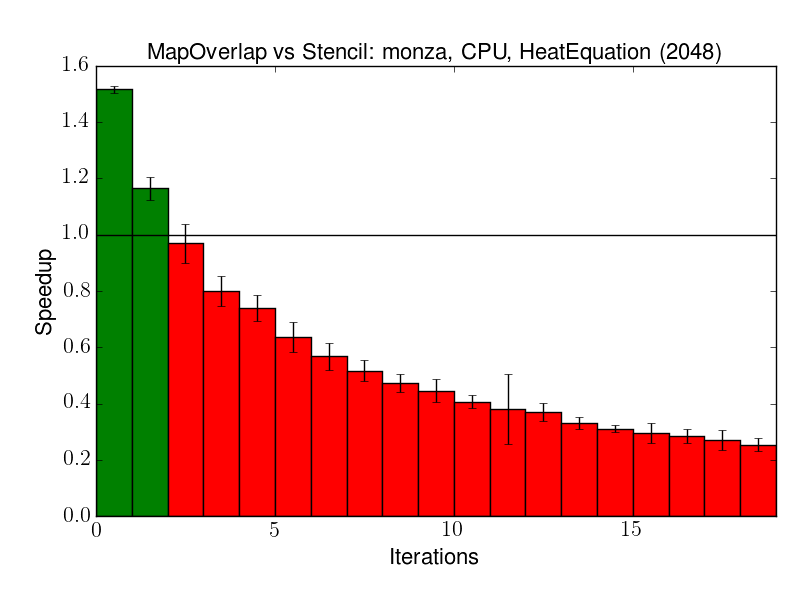 MapOverlap vs Stencil: monza, CPU, HeatEquation (2048)
1.6
1.4
1.2
1.0
0.8
0.6
0.4
0.2
0.0
Speedup
0 5 10 15
Iterations